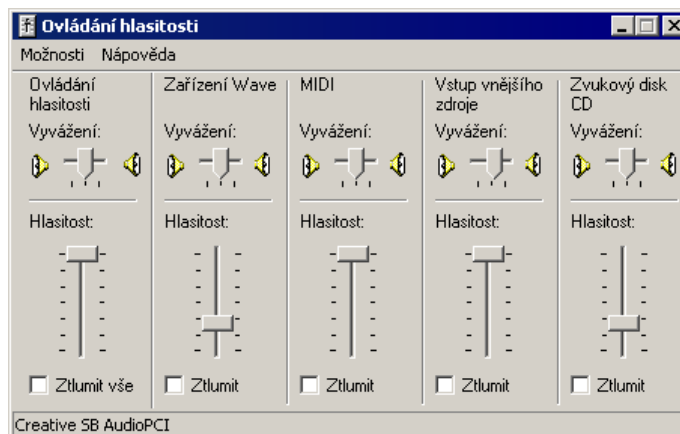 Ovládání hlasitosti
Možnosti Nápověda
Ovládání
hlasitosti
Vyvážení:
Hlasitost:
Ztlumit vše
Zařízení Wave
Vyvážení:
Hlasitost:
Ztlumit
MIDI
Vyvážení:
Hlasitost:
Ztlumit
Vstup vnějšího
zdroje
Vyvážení:
Hlasitost:
Ztlumit
Zvukový disk
CD
Vyvážení:
Hlasitost:
Ztlumit
Creative SB AudioPCI